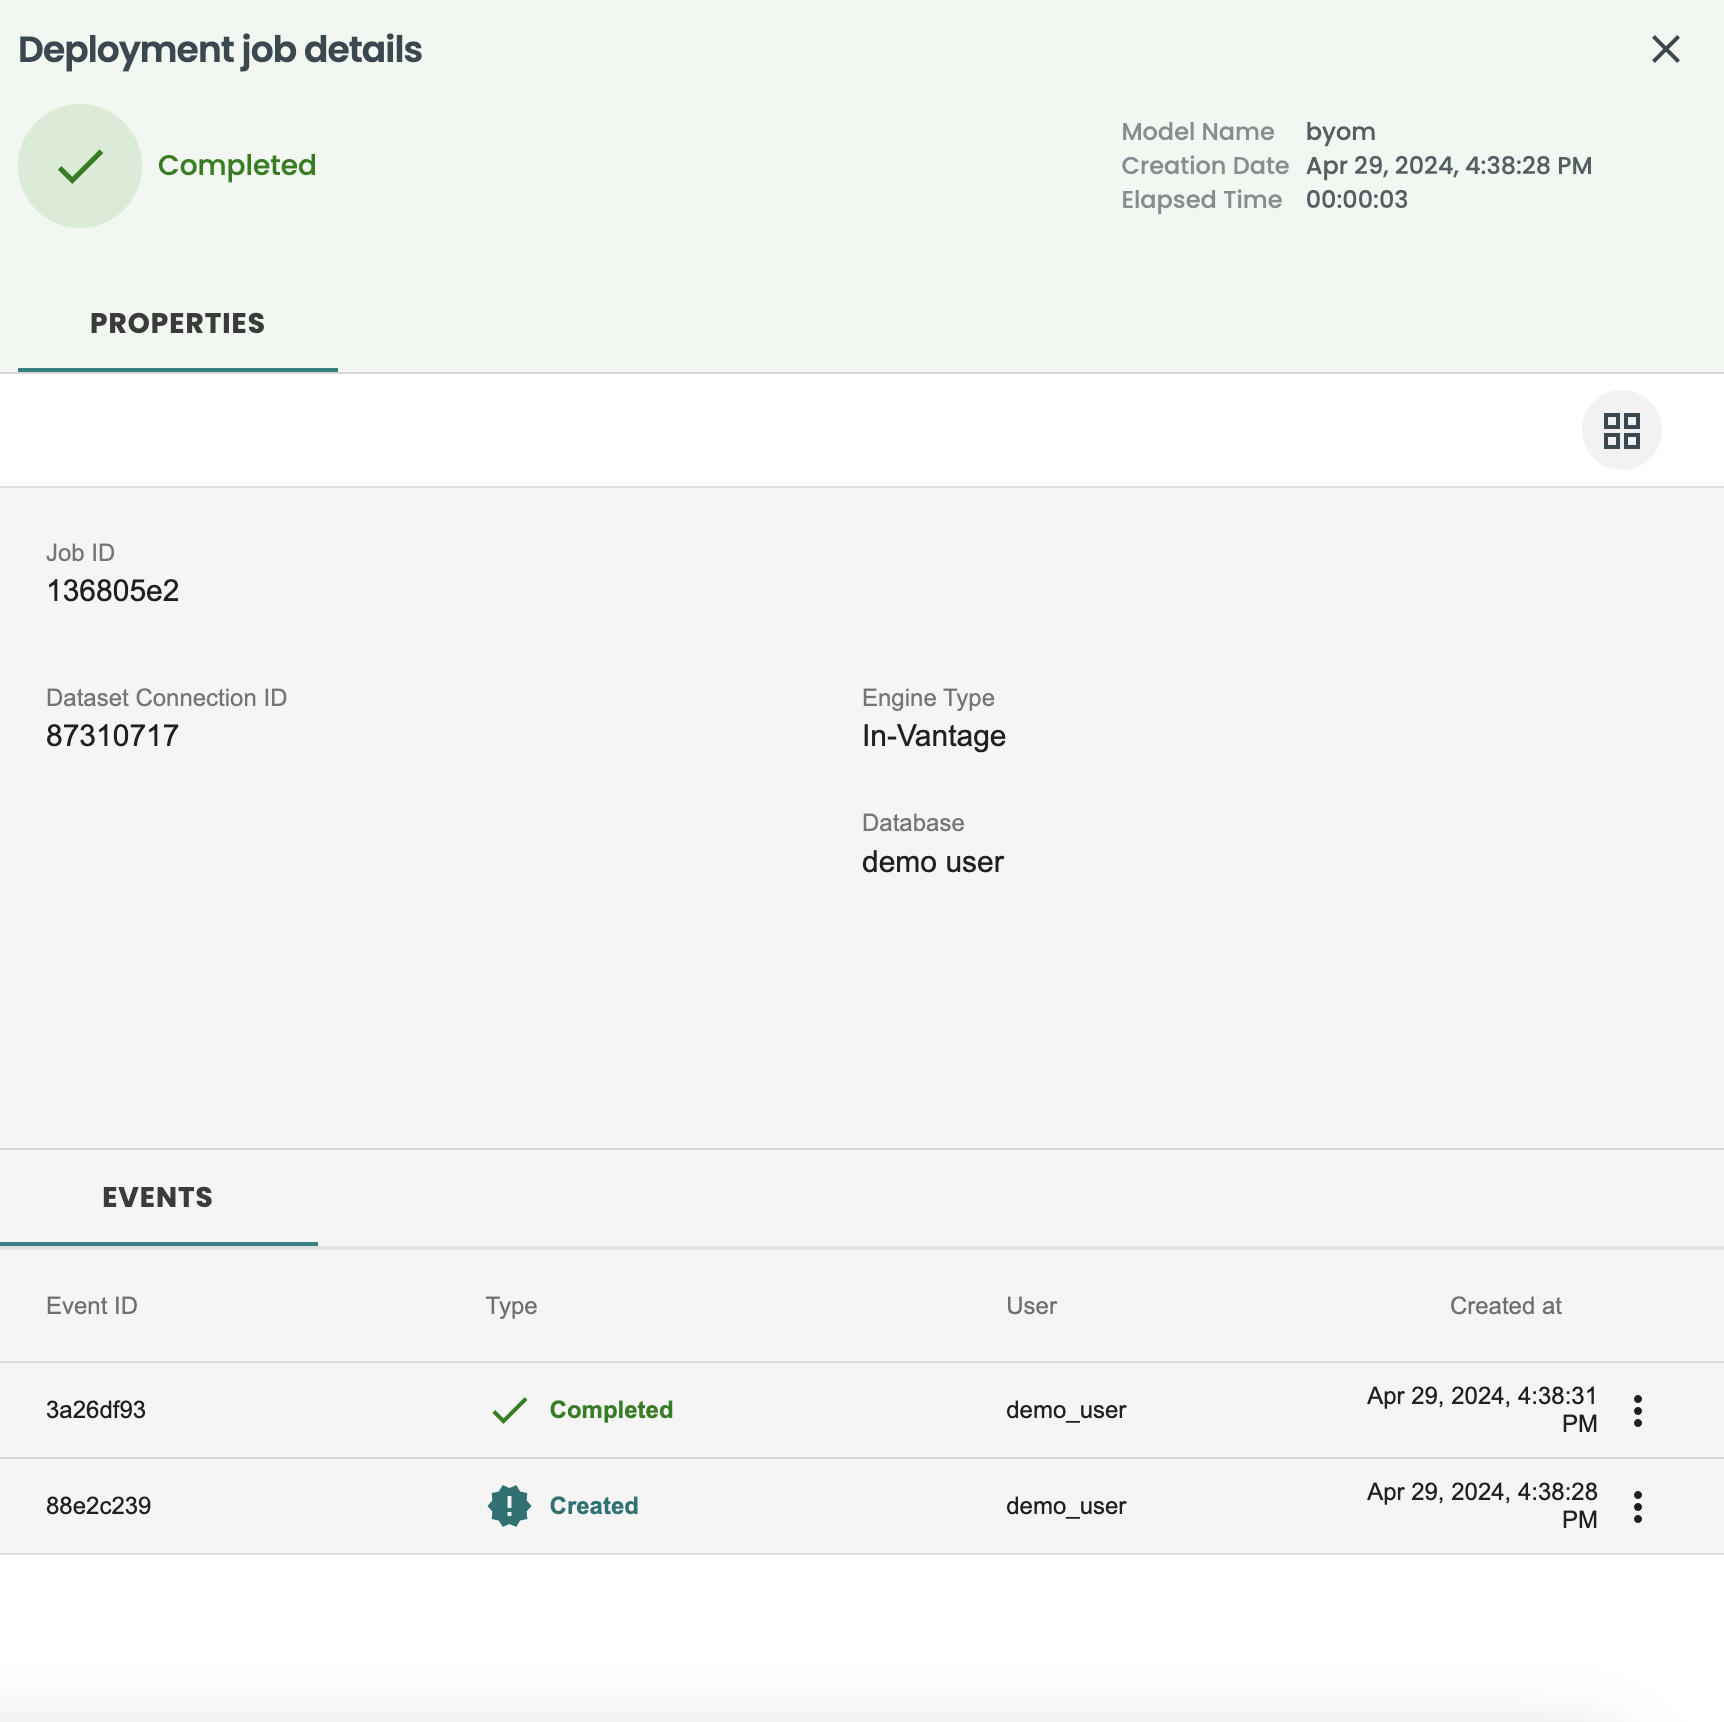 Deployment job details
Completed
Model Name byom
Creation Date Apr 29, 2024, 4:38:28 PM
Elapsed Time 00:00:03
PROPERTIES
Job ID
136805e2
Dataset Connection ID
87310717
Engine Type
In-Vantage
Database
demo user
EVENTS
Event ID Type User Created at
3a26df93 Completed demo_user Apr 29, 2024, 4:38:31
PM
88e2c239 Created demo_user Apr 29, 2024, 4:38:28
PM